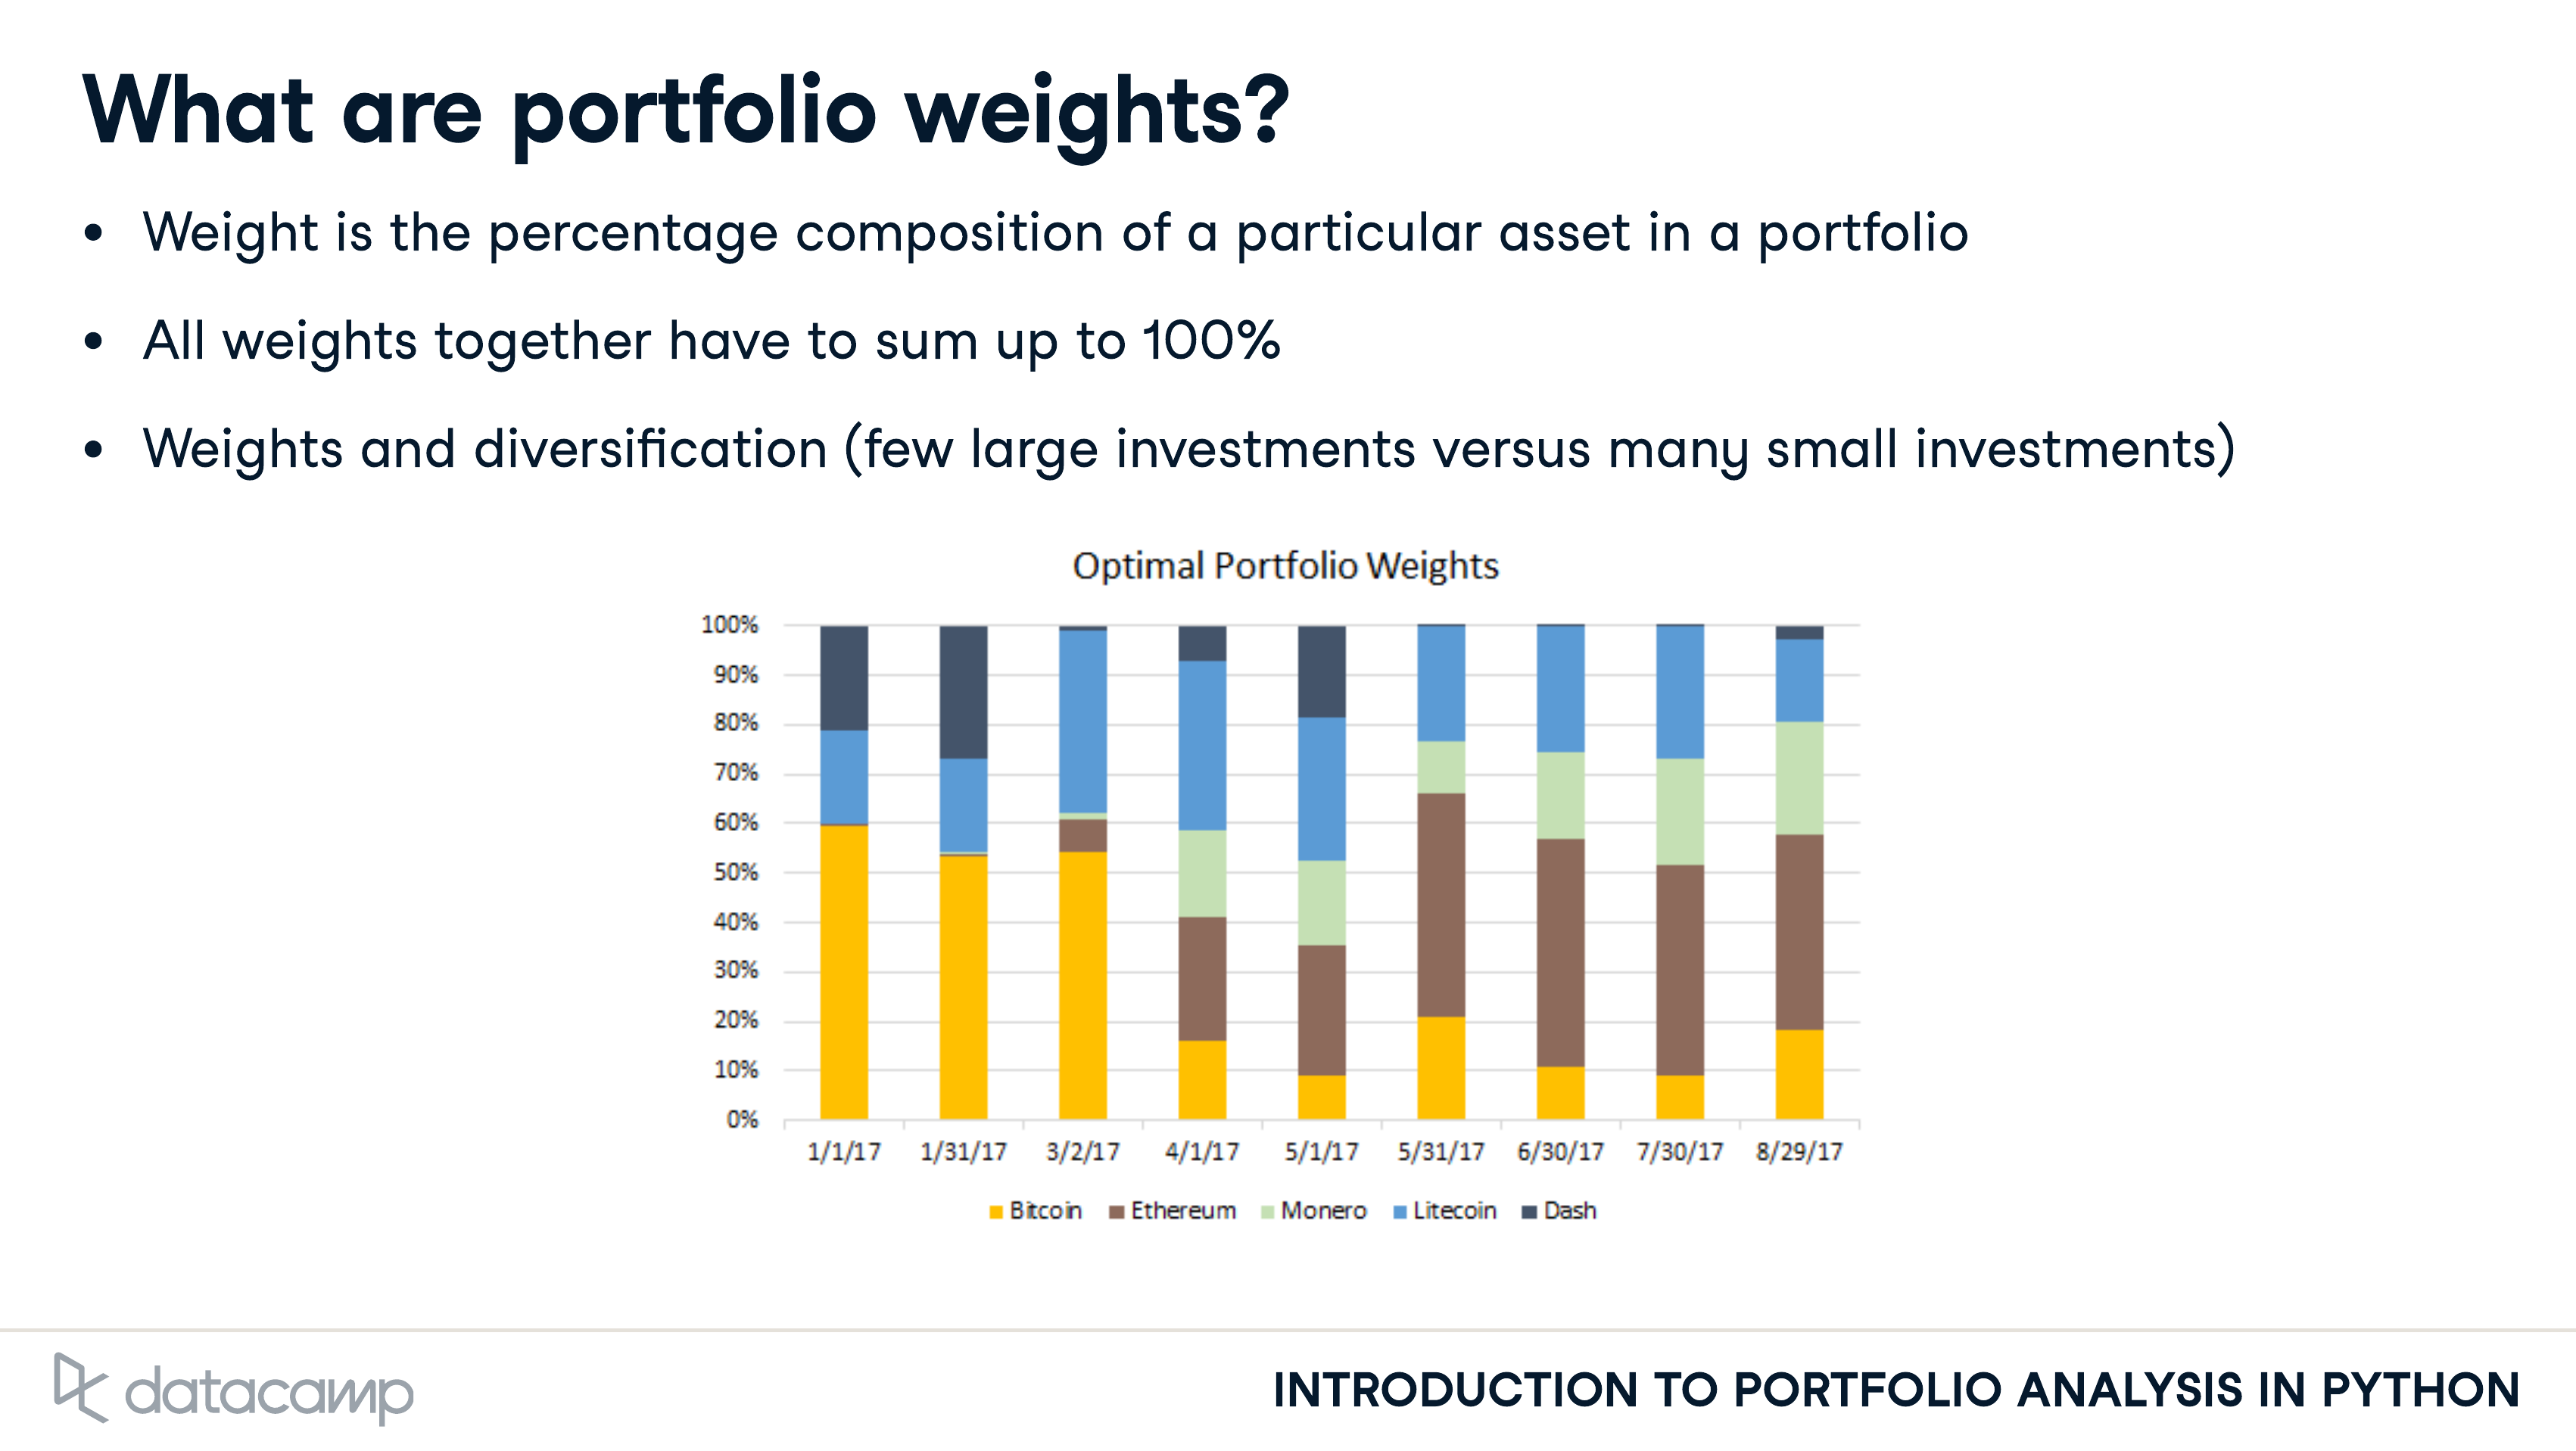 What are portfolio weights?
• Weight is the percentage composition of a particular asset in a portfolio
• All weights together have to sum up to 100%
• Weights and diversification (few large investments versus many small investments)
Optimal Portfolio Weights
100%
90%
80%
70%
60%
50%
40%
30%
20%
10%
0%
1/1/17 1/31/17 3/2/17 4/1/17 5/1/17 5/31/17 6/30/17 7/30/17 8/29/17
Bitcoin Ethereum Monero Litecoin Dash
datacamp INTRODUCTION TO PORTFOLIO ANALYSIS IN PYTHON